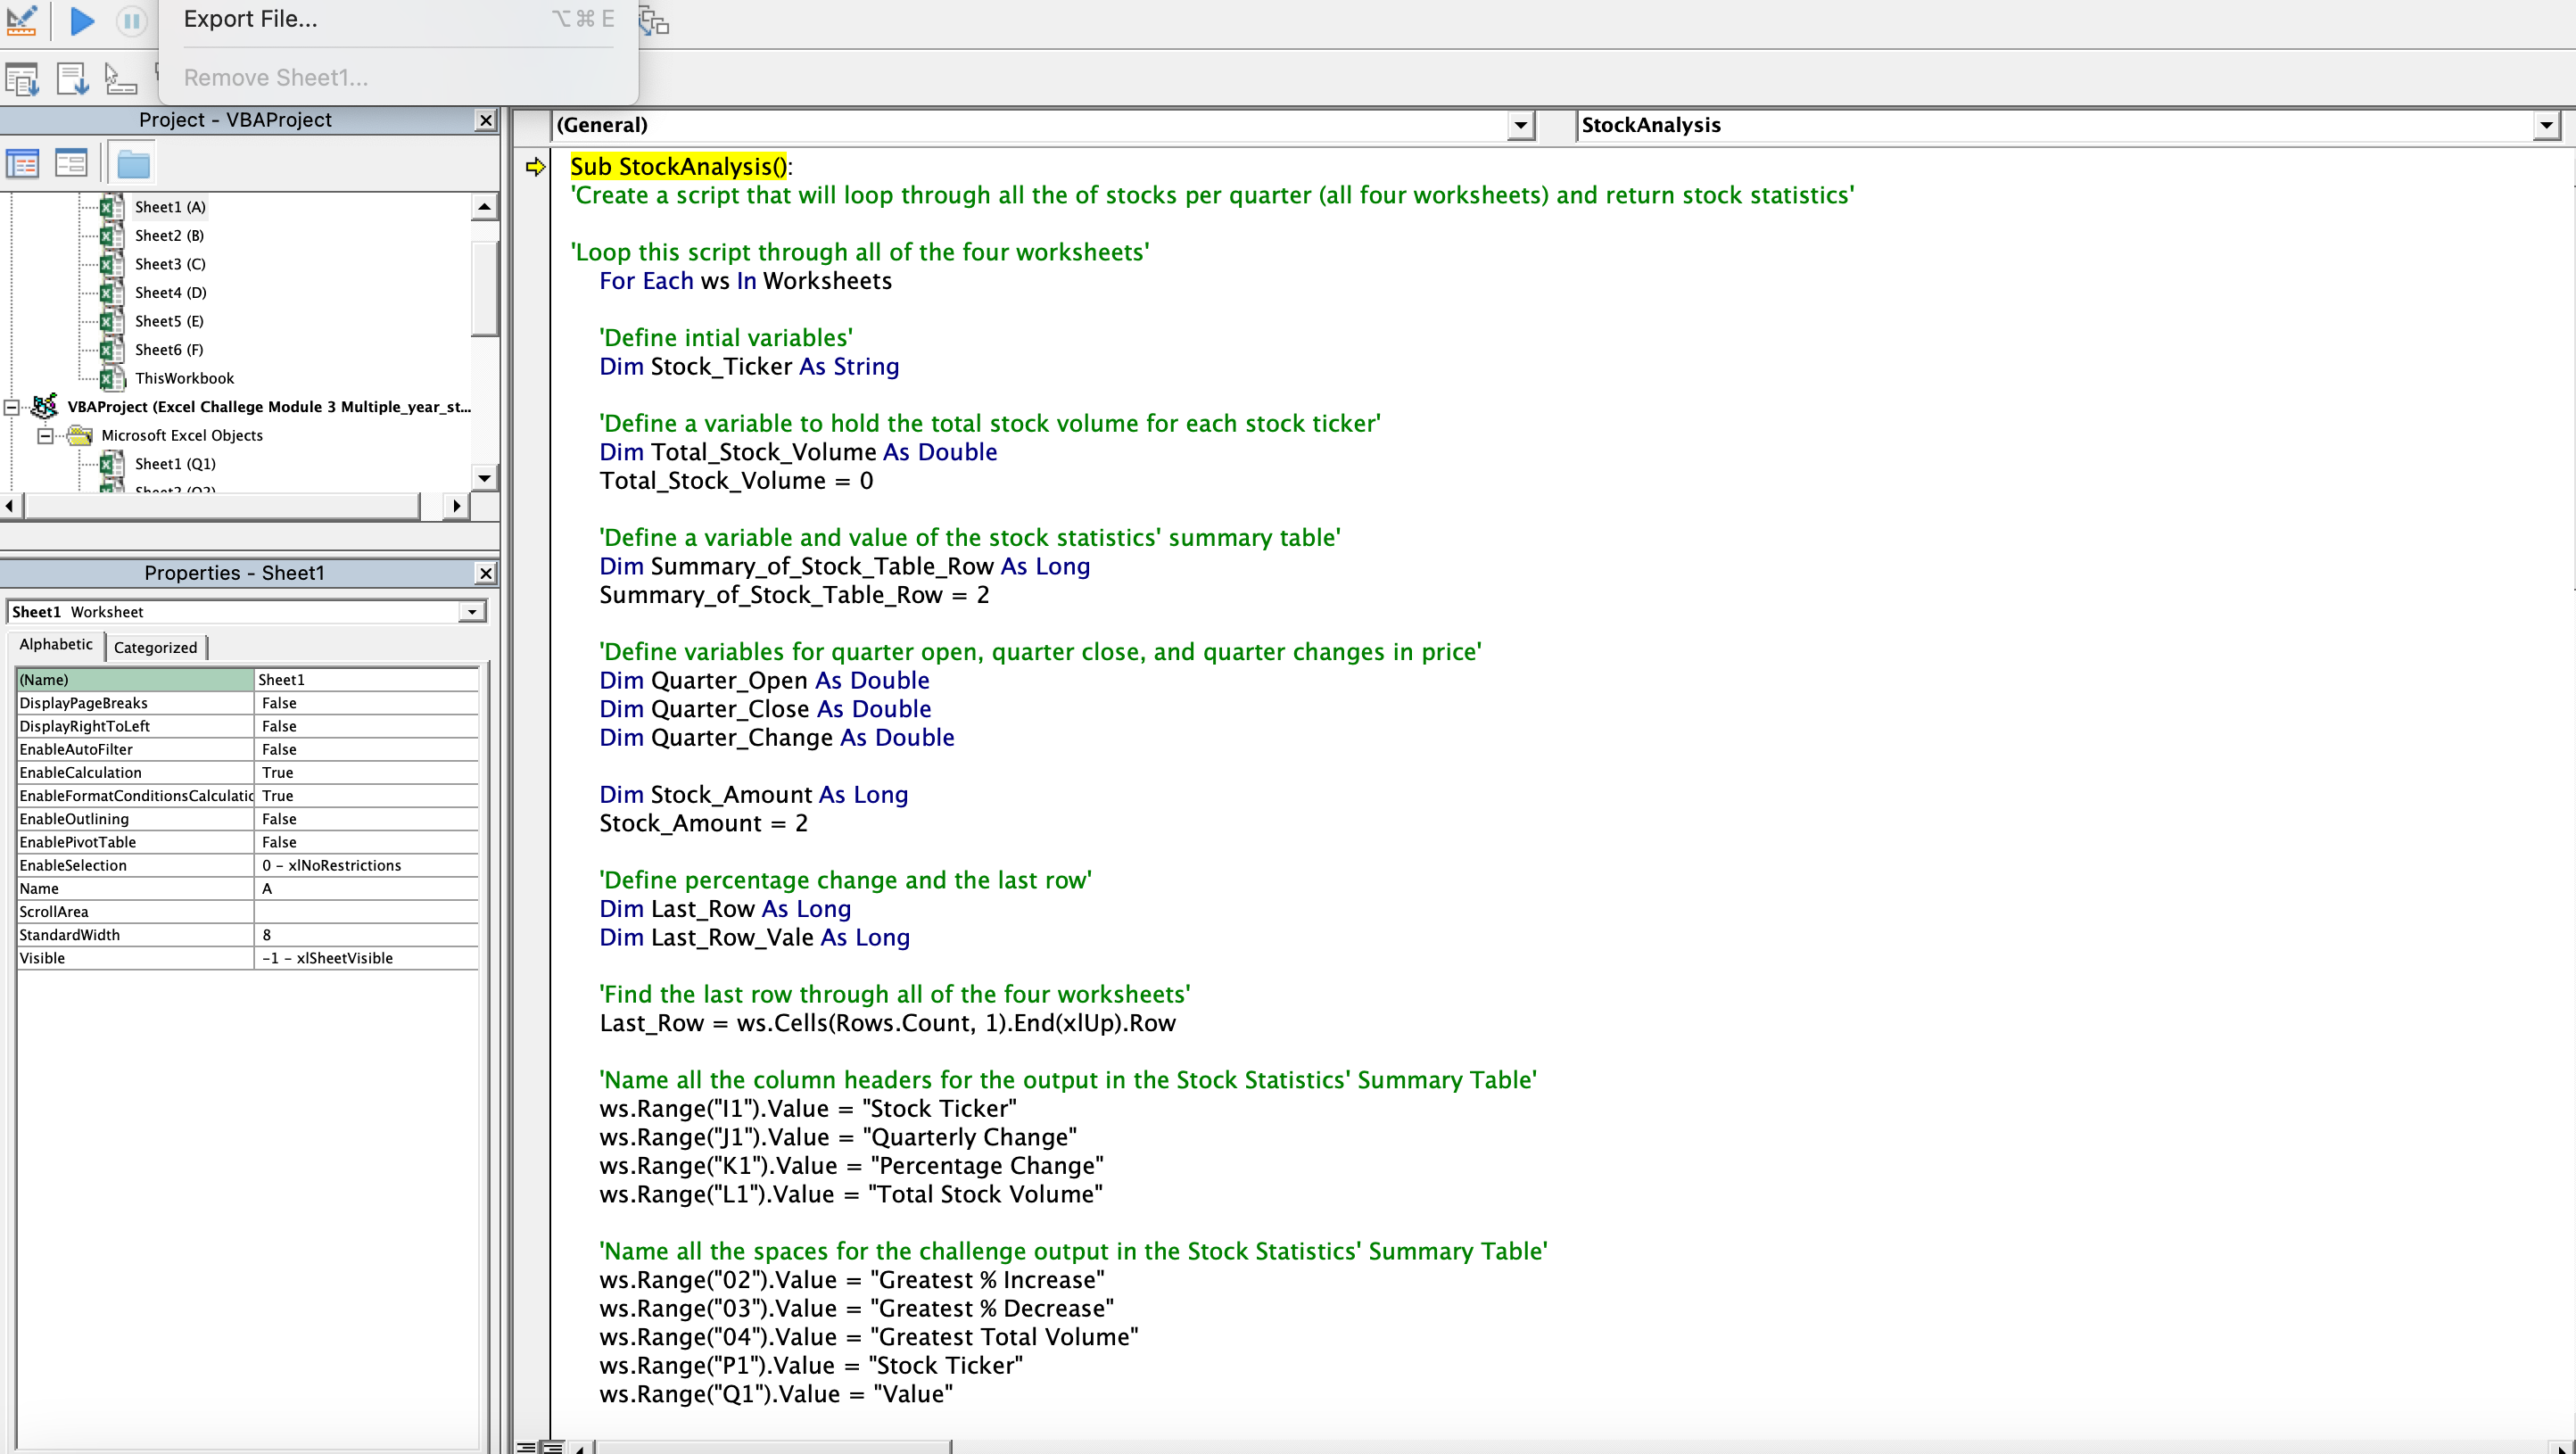 Export File... ⌥⌘E
Remove Sheet1...
Project - VBAProject
Sheet1 (A)
Sheet2 (B)
Sheet3 (C)
Sheet4 (D)
Sheet5 (E)
Sheet6 (F)
ThisWorkbook
VBAProject (Excel Challege Module 3 Multiple_year_st...
Microsoft Excel Objects
Sheet1 (Q1)
Sheet2 (Q2)
Properties - Sheet1
Sheet1 Worksheet
Alphabetic Categorized
(Name) Sheet1
DisplayPageBreaks False
DisplayRightToLeft False
EnableAutoFilter False
EnableCalculation True
EnableFormatConditionsCalculatic True
EnableOutlining False
EnablePivotTable False
EnableSelection 0 - xlNoRestrictions
Name A
ScrollArea
StandardWidth 8
Visible -1 - xlSheetVisible
(General) StockAnalysis
Sub StockAnalysis():
'Create a script that will loop through all the of stocks per quarter (all four worksheets) and return stock statistics'
'Loop this script through all of the four worksheets'
For Each ws In Worksheets
'Define intial variables'
Dim Stock_Ticker As String
'Define a variable to hold the total stock volume for each stock ticker'
Dim Total_Stock_Volume As Double
Total_Stock_Volume = 0
'Define a variable and value of the stock statistics' summary table'
Dim Summary_of_Stock_Table_Row As Long
Summary_of_Stock_Table_Row = 2
'Define variables for quarter open, quarter close, and quarter changes in price'
Dim Quarter_Open As Double
Dim Quarter_Close As Double
Dim Quarter_Change As Double
Dim Stock_Amount As Long
Stock_Amount = 2
'Define percentage change and the last row'
Dim Last_Row As Long
Dim Last_Row_Vale As Long
'Find the last row through all of the four worksheets'
Last_Row = ws.Cells(Rows.Count, 1).End(xlUp).Row
'Name all the column headers for the output in the Stock Statistics' Summary Table'
ws.Range("I1").Value = "Stock Ticker"
ws.Range("J1").Value = "Quarterly Change"
ws.Range("K1").Value = "Percentage Change"
ws.Range("L1").Value = "Total Stock Volume"
'Name all the spaces for the challenge output in the Stock Statistics' Summary Table'
ws.Range("02").Value = "Greatest % Increase"
ws.Range("03").Value = "Greatest % Decrease"
ws.Range("04").Value = "Greatest Total Volume"
ws.Range("P1").Value = "Stock Ticker"
ws.Range("Q1").Value = "Value"